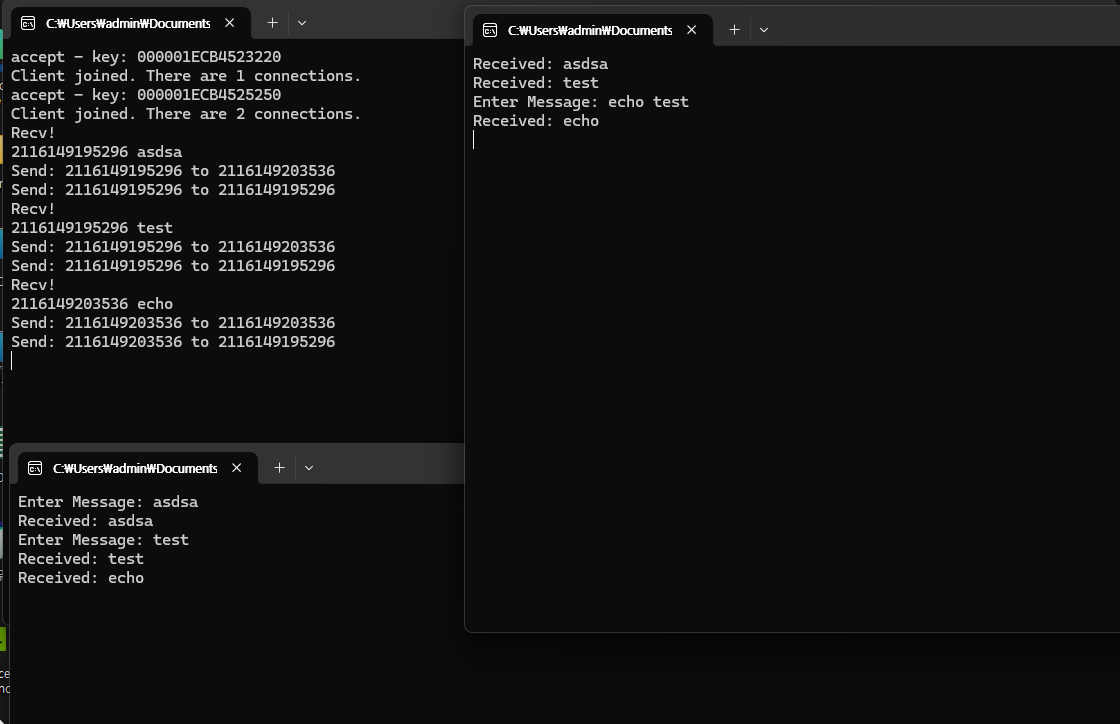 C:₩Users₩admin₩Documents
accept - key: 000001ECB4523220
Client joined. There are 1 connections.
accept - key: 000001ECB4525250
Client joined. There are 2 connections.
Recv!
2116149195296 asdsa
Send: 2116149195296 to 2116149203536
Send: 2116149195296 to 2116149195296
Recv!
2116149195296 test
Send: 2116149195296 to 2116149203536
Send: 2116149195296 to 2116149195296
Recv!
2116149203536 echo
Send: 2116149203536 to 2116149203536
Send: 2116149203536 to 2116149195296
C:₩Users₩admin₩Documents
Received: asdsa
Received: test
Enter Message: echo test
Received: echo
C:₩Users₩admin₩Documents
Enter Message: asdsa
Received: asdsa
Enter Message: test
Received: test
Received: echo